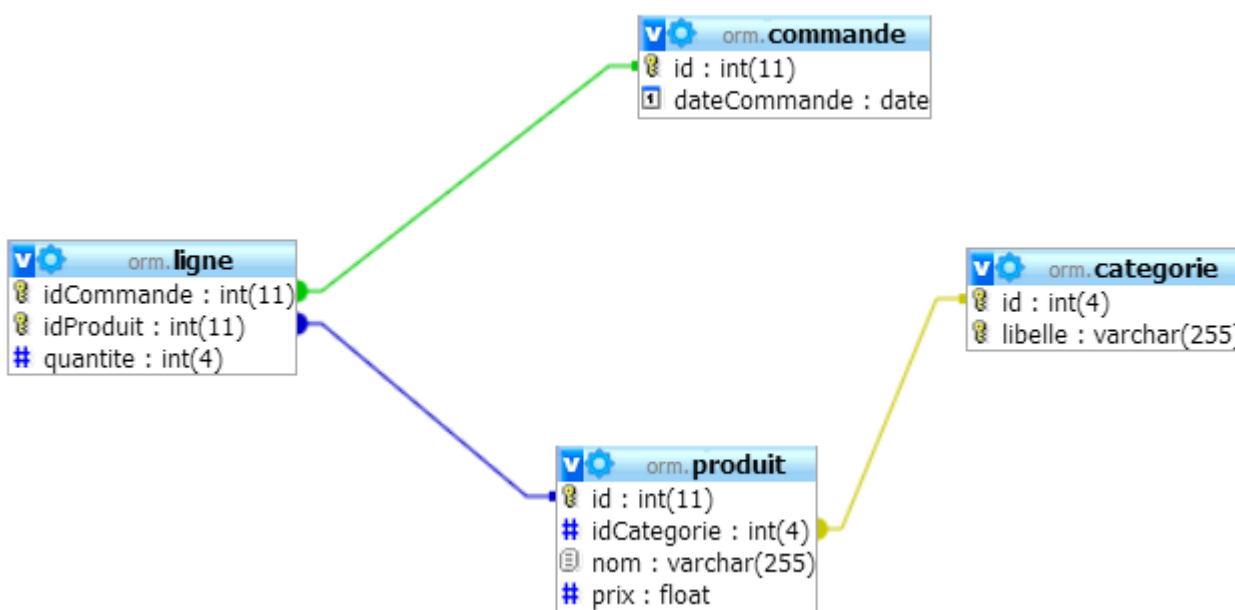 v orm.commande
id : int(11)
dateCommande : date
v orm.ligne
idCommande : int(11)
idProduit : int(11)
# quantite : int(4)
v orm.categorie
id : int(4)
libelle : varchar(255)
v orm.produit
id : int(11)
# idCategorie : int(4)
nom : varchar(255)
# prix : float